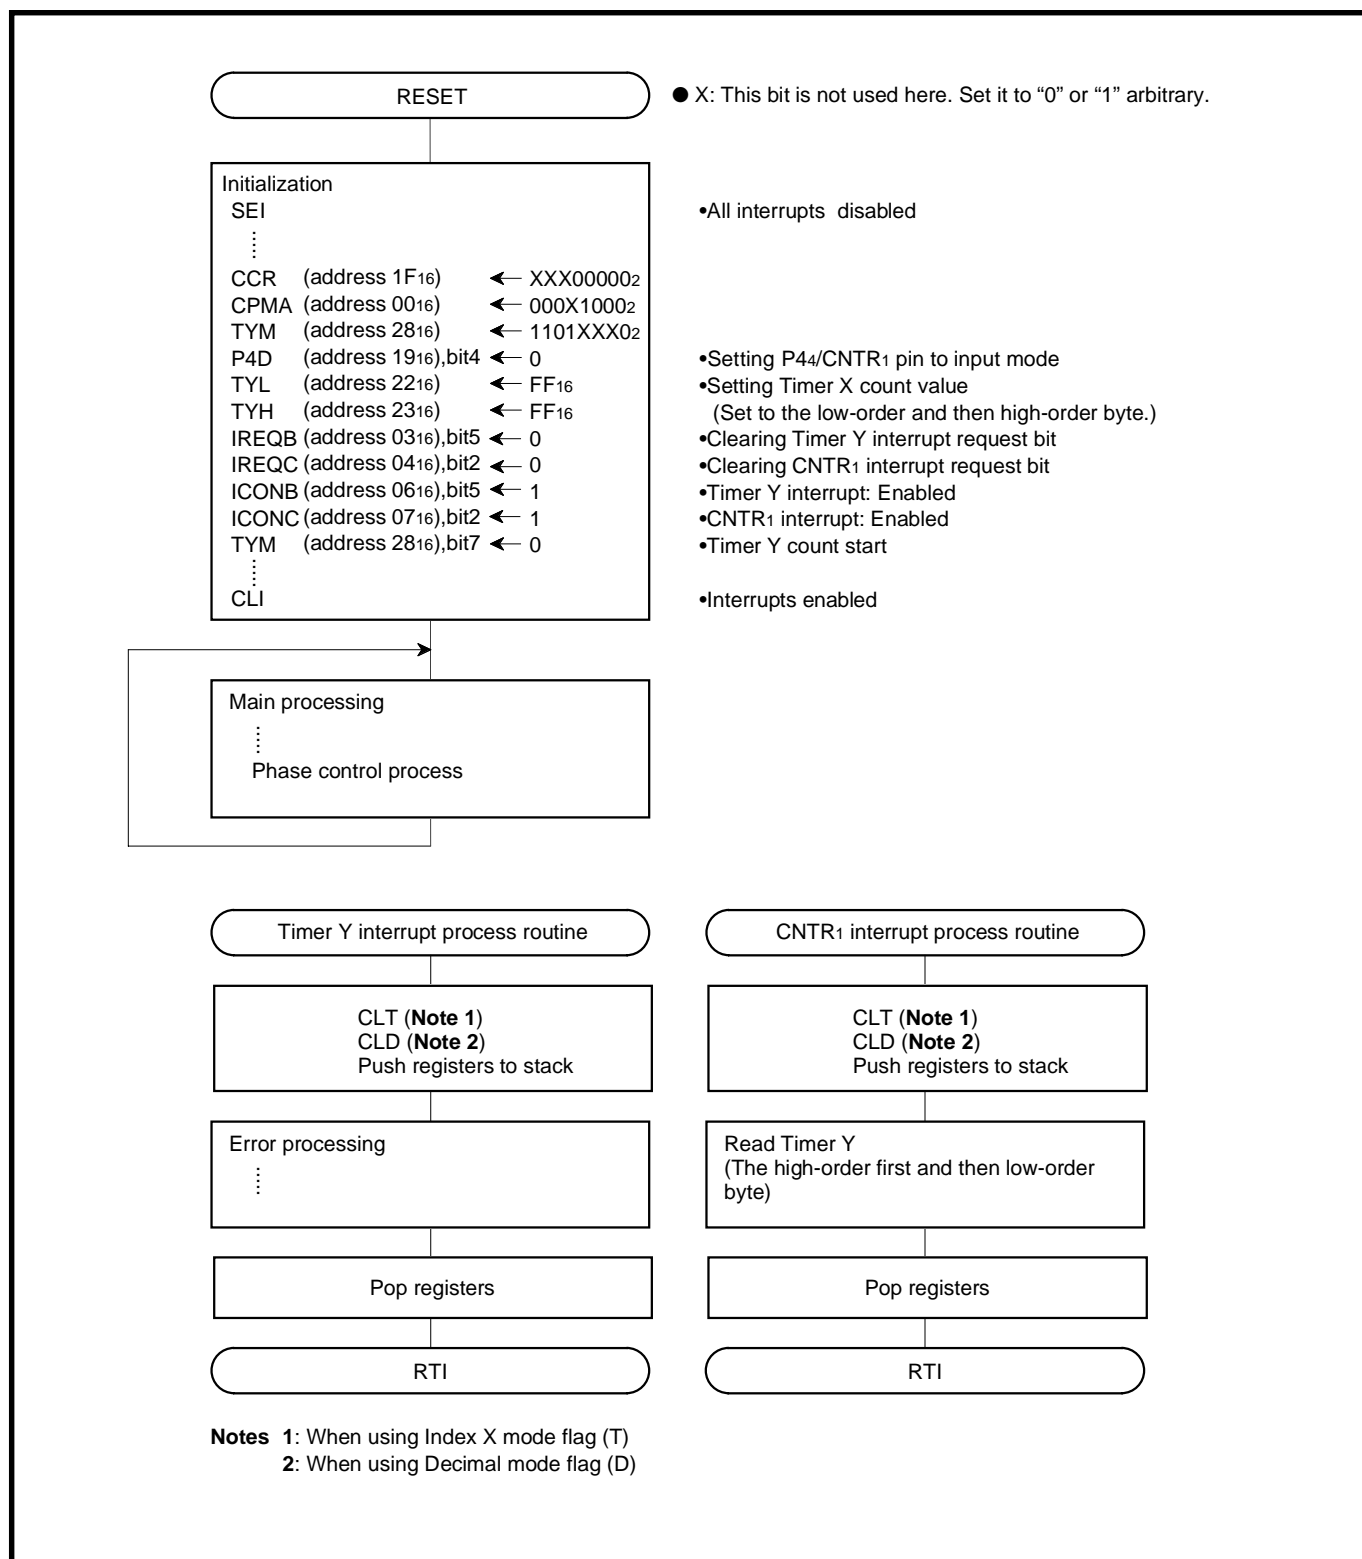 RESET
● X: This bit is not used here. Set it to “0” or “1” arbitrary.
Initialization
SEI
•All interrupts disabled
CCR (address 1F16) ← XXX000002
CPMA (address 0016) ← 000X10002
TYM (address 2816) ← 1101XXX02
P4D (address 1916),bit4 ← 0
•Setting P44/CNTR1 pin to input mode
TYL (address 2216) ← FF16
•Setting Timer X count value
TYH (address 2316) ← FF16
(Set to the low-order and then high-order byte.)
IREQB (address 0316),bit5 ← 0
•Clearing Timer Y interrupt request bit
IREQC (address 0416),bit2 ← 0
•Clearing CNTR1 interrupt request bit
ICONB (address 0616),bit5 ← 1
•Timer Y interrupt: Enabled
ICONC (address 0716),bit2 ← 1
•CNTR1 interrupt: Enabled
TYM (address 2816),bit7 ← 0
•Timer Y count start
CLI
•Interrupts enabled
Main processing
Phase control process
Timer Y interrupt process routine
CLT (Note 1)
CLD (Note 2)
Push registers to stack
Error processing
Pop registers
RTI
CNTR1 interrupt process routine
CLT (Note 1)
CLD (Note 2)
Push registers to stack
Read Timer Y
(The high-order first and then low-order
byte)
Pop registers
RTI
Notes 1: When using Index X mode flag (T)
2: When using Decimal mode flag (D)